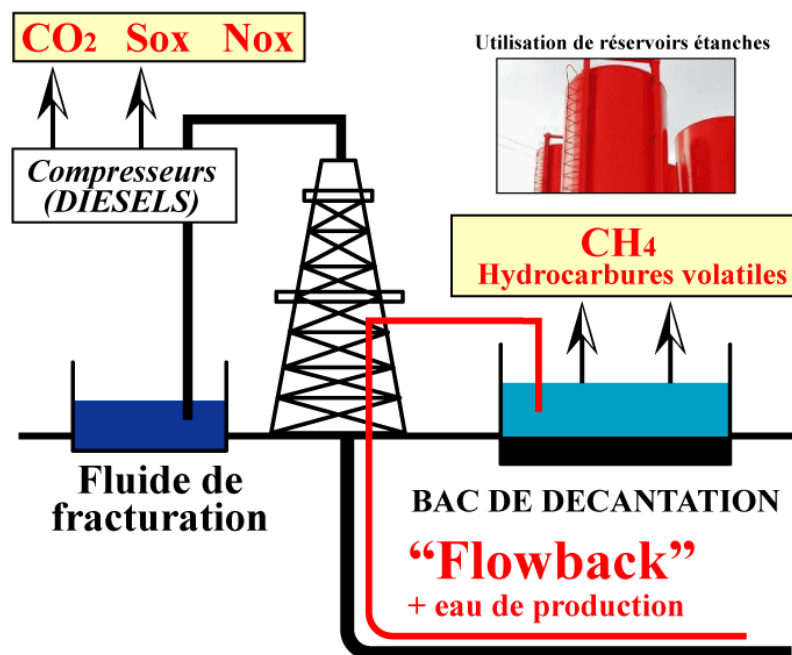 CO2 Sox Nox
Utilisation de réservoirs étanches
Compresseurs
(DIESELS)
CH4
Hydrocarbures volatiles
Fluide de
fracturation
BAC DE DECANTATION
“Flowback”
+ eau de production